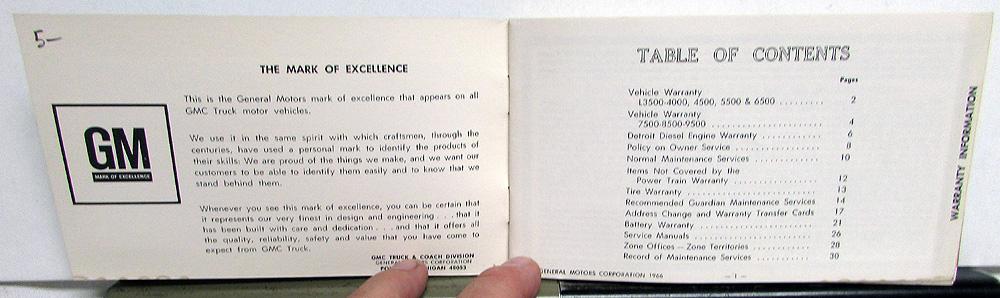 5–
THE MARK OF EXCELLENCE
This is the General Motors mark of excellence that appears on all
GMC Truck motor vehicles.
GM
MARK OF EXCELLENCE
We use it in the same spirit with which craftsmen, through the
centuries, have used a personal mark to identify the products of
their skills. We are proud of the things we make, and we want our
customers to be able to identify them easily and to know that we
stand behind them.
Whenever you see this mark of excellence, you can be certain that
it represents our very finest in design and engineering . . . that it
has been built with care and dedication . . . and that it offers all
the quality, reliability, safety and value that you have come to
expect from GMC Truck.
GMC TRUCK & COACH DIVISION
GENERAL MOTORS CORPORATION
MICHIGAN 48053
TABLE OF CONTENTS
Pages
Vehicle Warranty
L3500-4000, 4500, 5500 & 6500 ......... 2
Vehicle Warranty
7500-8500-9500 ...................... 4
Detroit Diesel Engine Warranty ............ 6
Policy on Owner Service ................. 8
Normal Maintenance Services ............. 10
Items Not Covered by the
Power Train Warranty ................ 12
Tire Warranty ......................... 13
Recommended Guardian Maintenance Services 14
Address Change and Warranty Transfer Cards 17
Battery Warranty ...................... 21
Service Manuals ....................... 26
Zone Offices — Zone Territories ........... 28
Record of Maintenance Services .......... 30
GENERAL MOTORS CORPORATION 1966
— 1 —
WARRANTY INFORMATION